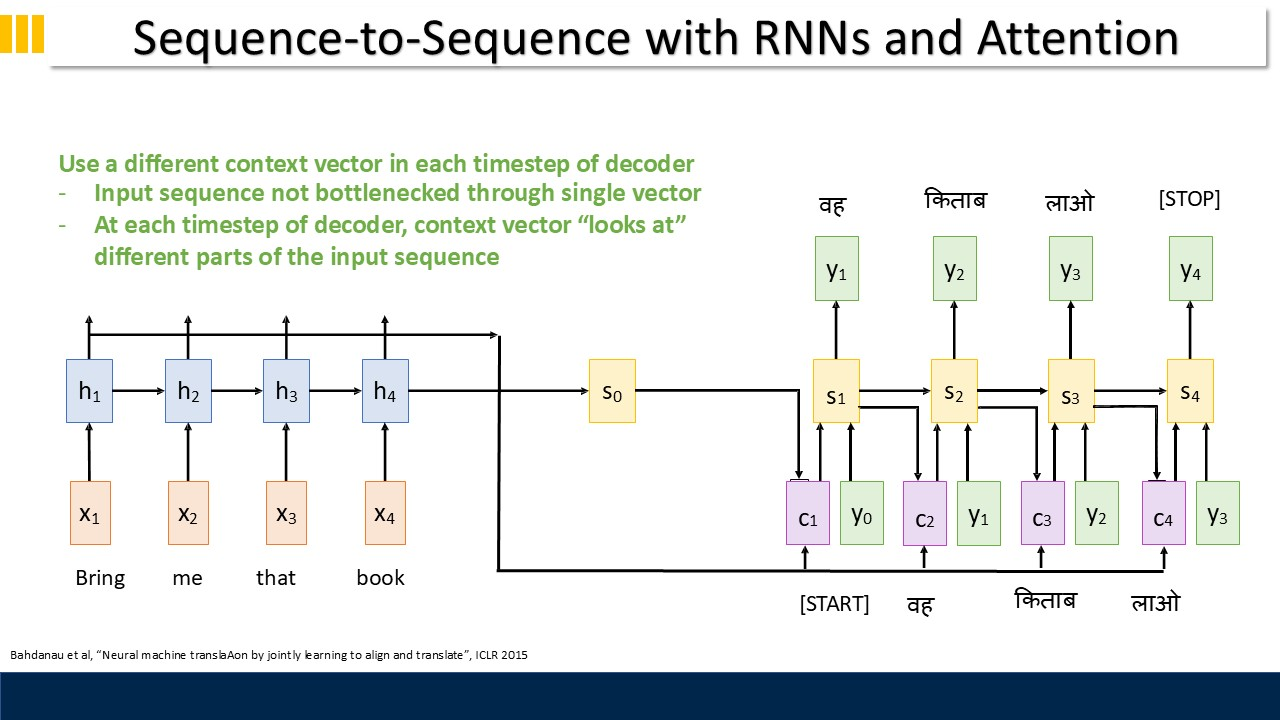 Sequence-to-Sequence with RNNs and Attention
Use a different context vector in each timestep of decoder
- Input sequence not bottlenecked through single vector
- At each timestep of decoder, context vector “looks at”
different parts of the input sequence
वह किताब लाओ [STOP]
y1 y2 y3 y4
h1 h2 h3 h4 s0 s1 s2 s3 s4
x1 x2 x3 x4 c1 y0 c2 y1 c3 y2 c4 y3
Bring me that book
[START] वह किताब लाओ
Bahdanau et al, “Neural machine translaAon by jointly learning to align and translate”, ICLR 2015